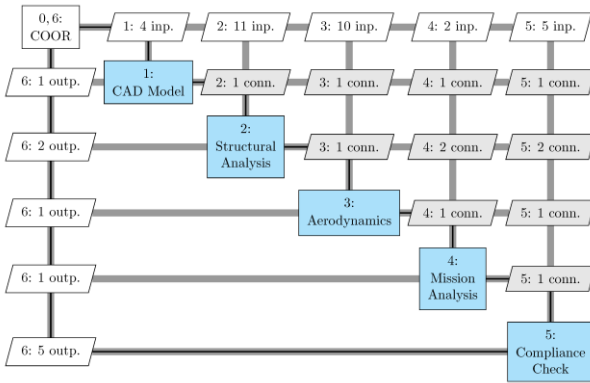 0, 6:
COOR
1: 4 inp.
2: 11 inp.
3: 10 inp.
4: 2 inp.
5: 5 inp.
6: 1 outp.
1:
CAD Model
2: 1 conn.
3: 1 conn.
4: 1 conn.
5: 1 conn.
6: 2 outp.
2:
Structural
Analysis
3: 1 conn.
4: 2 conn.
5: 2 conn.
6: 1 outp.
3:
Aerodynamics
4: 1 conn.
5: 1 conn.
6: 1 outp.
4:
Mission
Analysis
5: 1 conn.
6: 5 outp.
5:
Compliance
Check